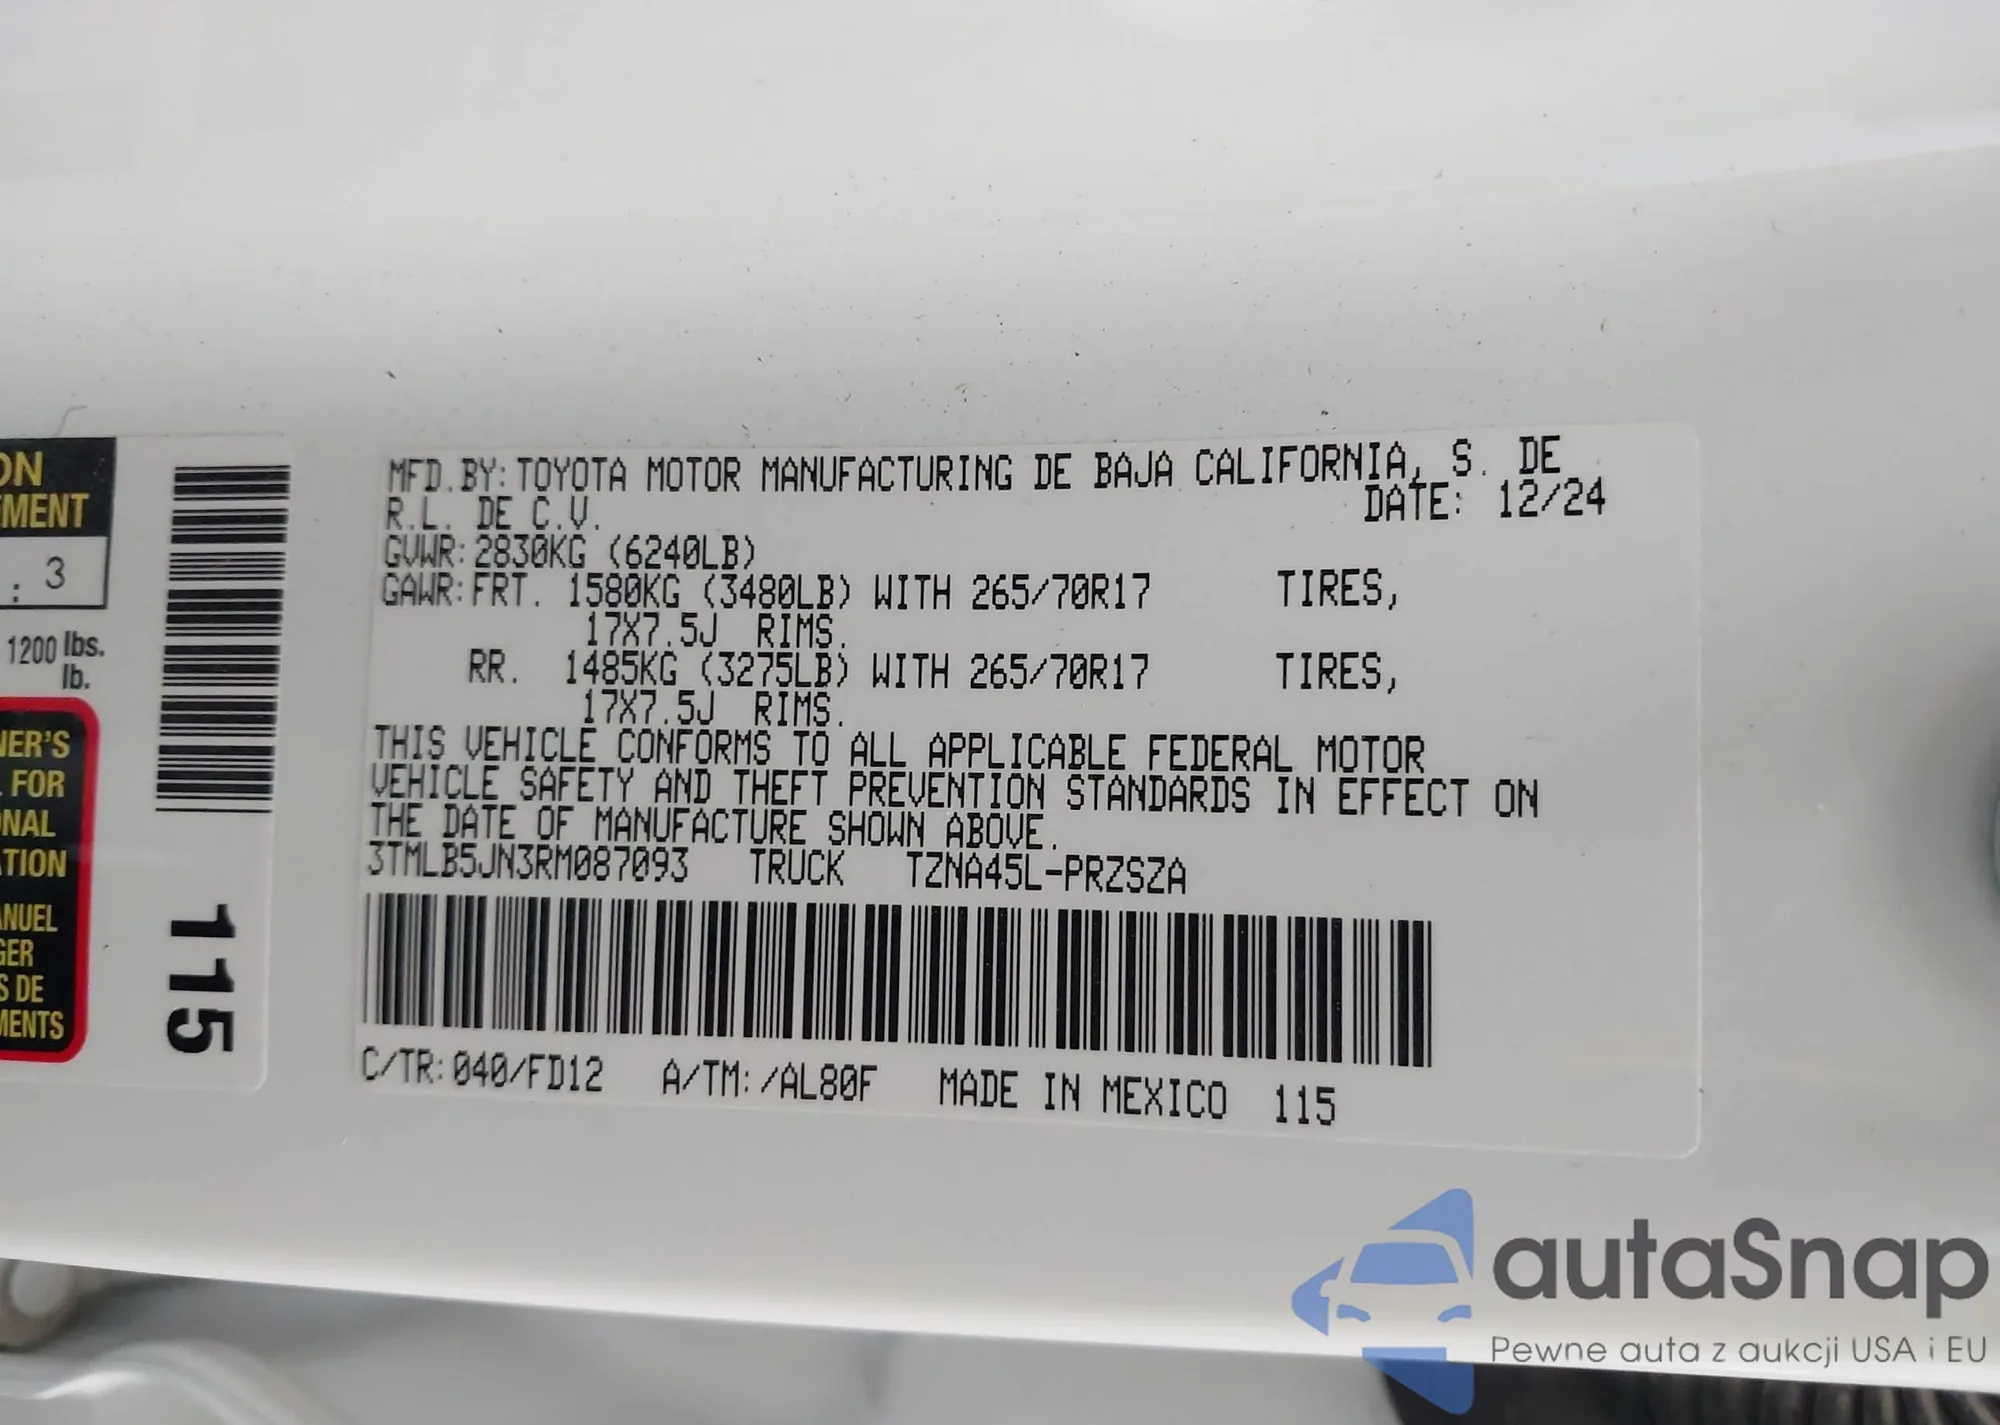 ON
EMENT
: 3
1200 lbs.
lb.
NER'S
FOR
NAL
ATION
ANUEL
GER
S DE
MENTS
115
MFD.BY:TOYOTA MOTOR MANUFACTURING DE BAJA CALIFORNIA, S. DE
R.L. DE C.V. DATE: 12/24
GVWR:2830KG (6240LB)
GAWR:FRT. 1580KG (3480LB) WITH 265/70R17 TIRES,
17X7.5J RIMS.
RR. 1485KG (3275LB) WITH 265/70R17 TIRES,
17X7.5J RIMS.
THIS VEHICLE CONFORMS TO ALL APPLICABLE FEDERAL MOTOR
VEHICLE SAFETY AND THEFT PREVENTION STANDARDS IN EFFECT ON
THE DATE OF MANUFACTURE SHOWN ABOVE.
3TMLB5JN3RM087093 TRUCK TZNA45L-PRZSZA
C/TR:040/FD12 A/TM:/AL80F MADE IN MEXICO 115
autaSnap
Pewne auta z aukcji USA i EU